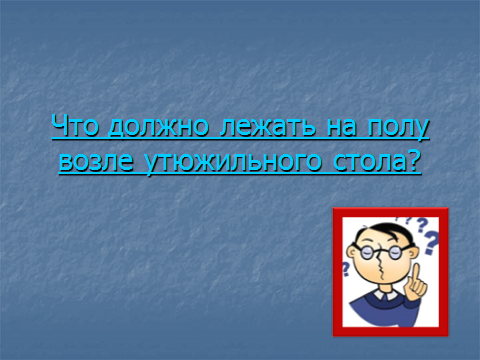 Что должно лежать на полу
возле утюжильного стола?